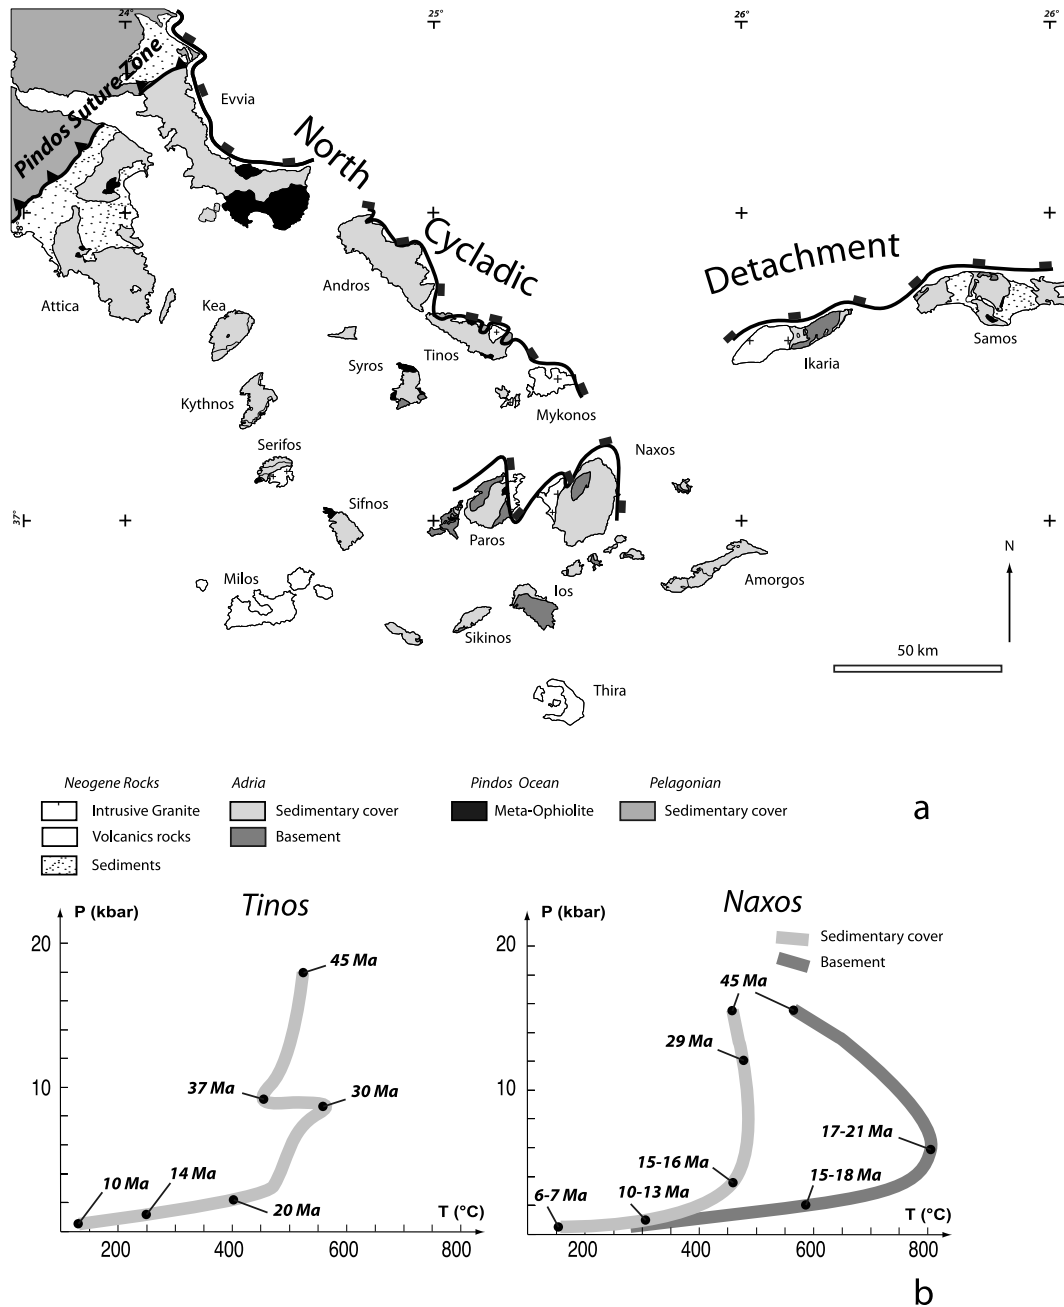 24°
25°
26°
26°
Evvia
Pindos Suture Zone
North
Cycladic
Detachment
38°
Andros
Attica
Kea
Tinos
Ikaria
Samos
Syros
Kythnos
Mykonos
Serifos
Naxos
Sifnos
37°
Paros
N
Milos
Ios
Amorgos
Sikinos
50 km
Thira
Neogene Rocks
Adria
Pindos Ocean
Pelagonian
Intrusive Granite
Sedimentary cover
Meta-Ophiolite
Sedimentary cover
Volcanics rocks
Basement
Sediments
a
Tinos
P (kbar)
20
45 Ma
10
37 Ma
30 Ma
10 Ma
14 Ma
20 Ma
T (°C)
200
400
600
800
Naxos
P (kbar)
Sedimentary cover
Basement
20
45 Ma
29 Ma
10
17-21 Ma
15-16 Ma
15-18 Ma
6-7 Ma
10-13 Ma
T (°C)
200
400
600
800
b